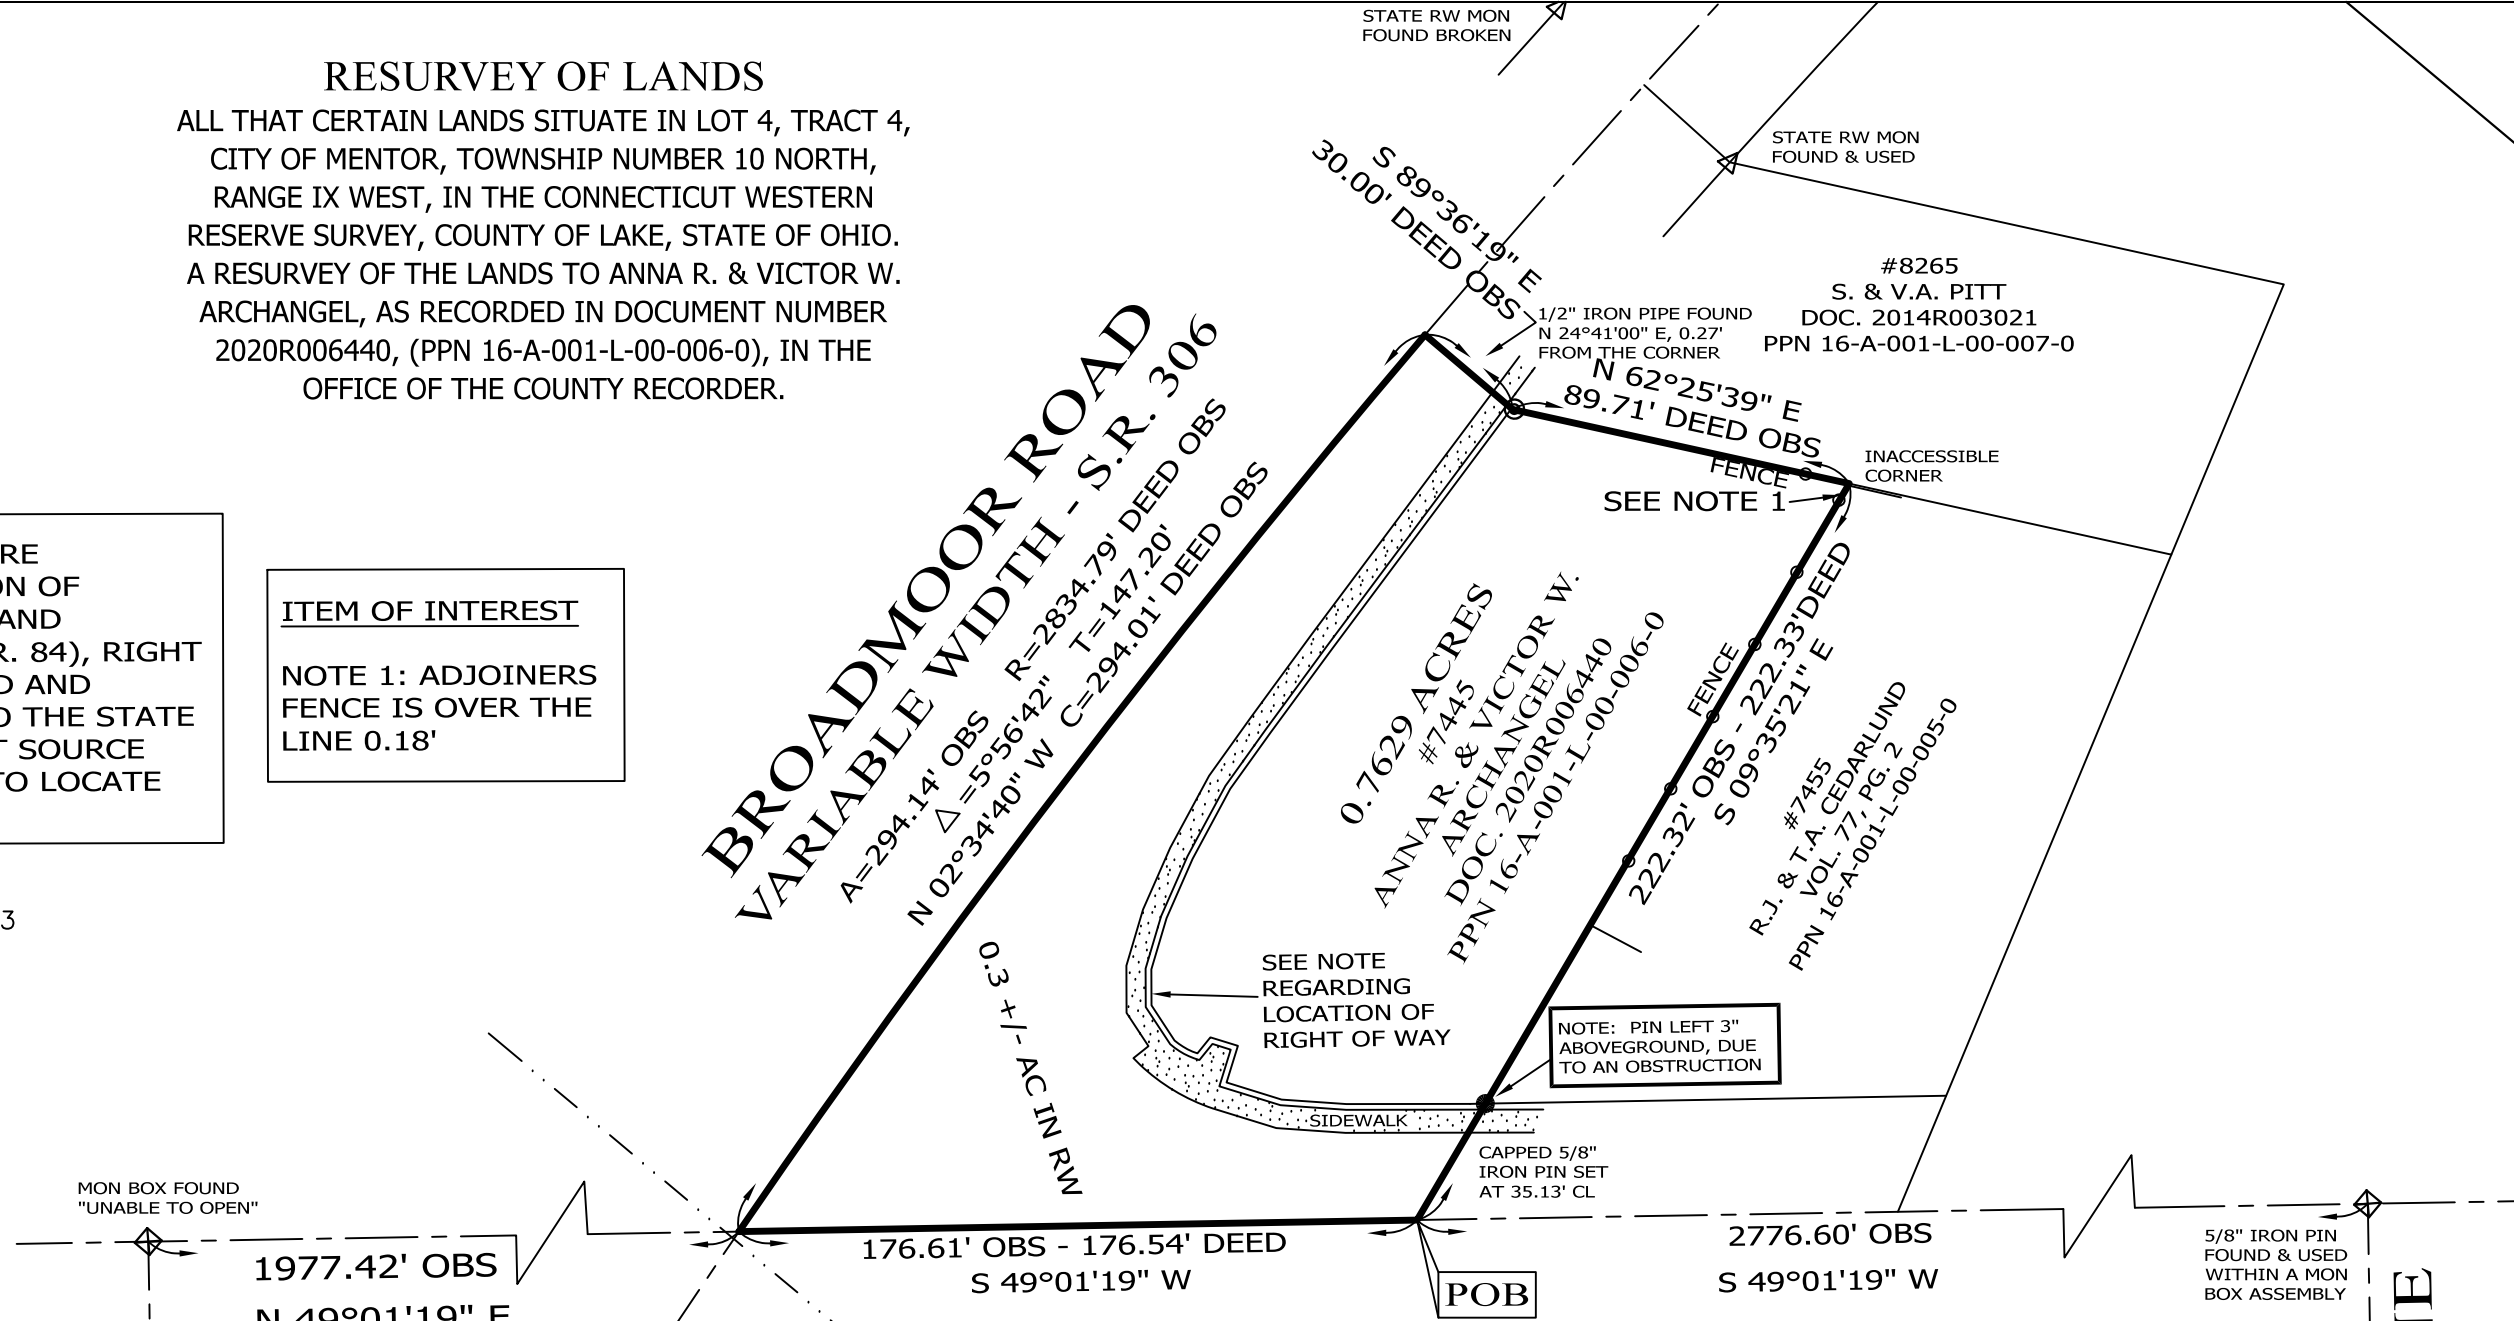 STATE RW MON
FOUND BROKEN
RESURVEY OF LANDS
ALL THAT CERTAIN LANDS SITUATE IN LOT 4, TRACT 4,
CITY OF MENTOR, TOWNSHIP NUMBER 10 NORTH,
RANGE IX WEST, IN THE CONNECTICUT WESTERN
RESERVE SURVEY, COUNTY OF LAKE, STATE OF OHIO.
A RESURVEY OF THE LANDS TO ANNA R. & VICTOR W.
ARCHANGEL, AS RECORDED IN DOCUMENT NUMBER
2020R006440, (PPN 16-A-001-L-00-006-0), IN THE
OFFICE OF THE COUNTY RECORDER.
STATE RW MON
FOUND & USED
S 89°36'19" E
30.00' DEED OBS
#8265
S. & V.A. PITT
DOC. 2014R003021
PPN 16-A-001-L-00-007-0
1/2" IRON PIPE FOUND
N 24°41'00" E, 0.27'
FROM THE CORNER
N 62°25'39" E
89.71' DEED OBS
FENCE
INACCESSIBLE
CORNER
SEE NOTE 1
RE
ON OF
AND
R. 84), RIGHT
D AND
D THE STATE
T SOURCE
TO LOCATE
3
ITEM OF INTEREST
NOTE 1: ADJOINERS
FENCE IS OVER THE
LINE 0.18'
BROADMOOR ROAD
VARIABLE WIDTH - S.R. 306
A=294.14' OBS R=2834.79' DEED OBS
△=5°56'42" T=147.20'
N 02°34'40" W C=294.01' DEED OBS
0.7629 ACRES
#7445
ANNA R. & VICTOR W.
ARCHANGEL
DOC. 2020R006440
PPN 16-A-001-L-00-006-0
FENCE
222.32' OBS - 222.33'DEED
S 09°35'21" E
#7455
R.J. & T.A. CEDARLUND
VOL. 77, PG. 2
PPN 16-A-001-L-00-005-0
0.3 +/- AC IN RW
SEE NOTE
REGARDING
LOCATION OF
RIGHT OF WAY
NOTE: PIN LEFT 3"
ABOVEGROUND, DUE
TO AN OBSTRUCTION
SIDEWALK
CAPPED 5/8"
IRON PIN SET
AT 35.13' CL
MON BOX FOUND
"UNABLE TO OPEN"
1977.42' OBS
N 49°01'19" E
176.61' OBS - 176.54' DEED
S 49°01'19" W
POB
2776.60' OBS
S 49°01'19" W
5/8" IRON PIN
FOUND & USED
WITHIN A MON
BOX ASSEMBLY